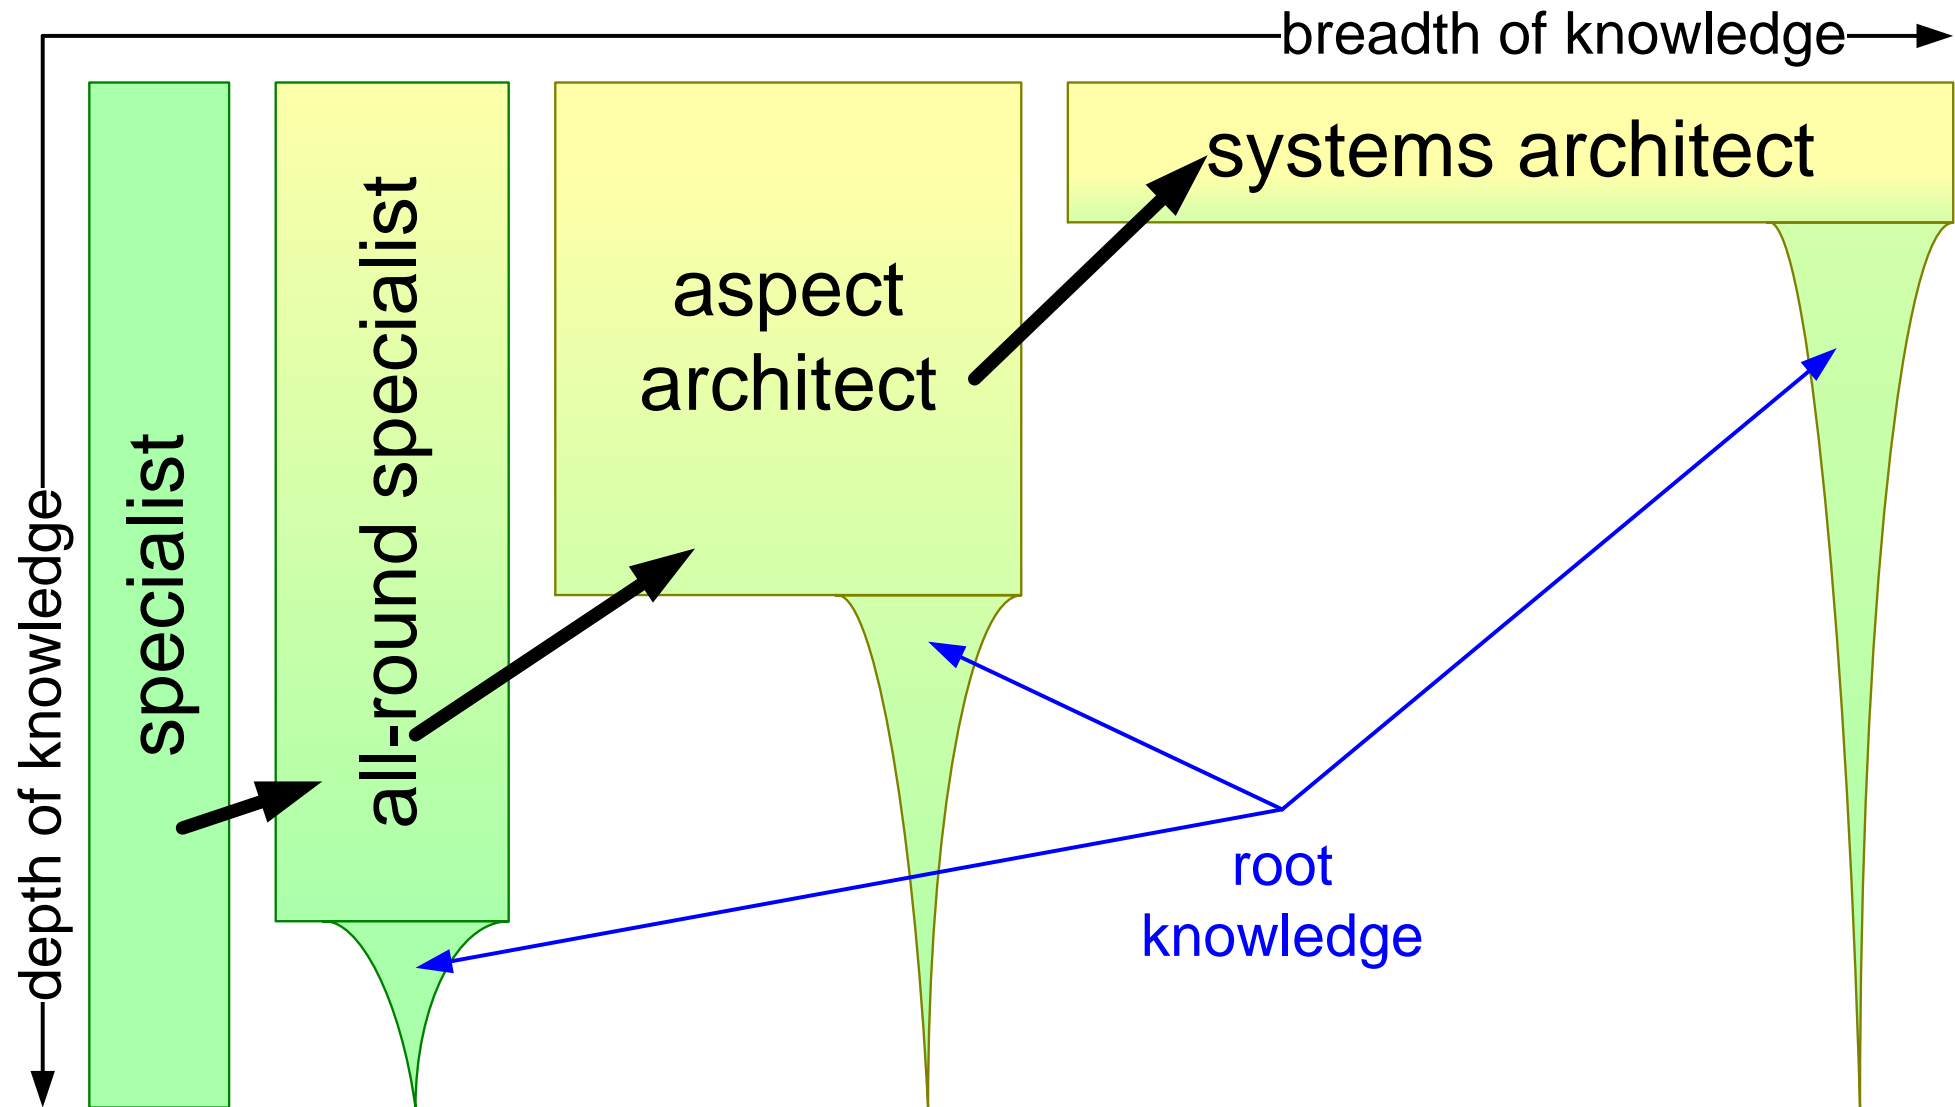 breadth of knowledge
depth of knowledge
specialist
all-round specialist
aspect
architect
systems architect
root
knowledge